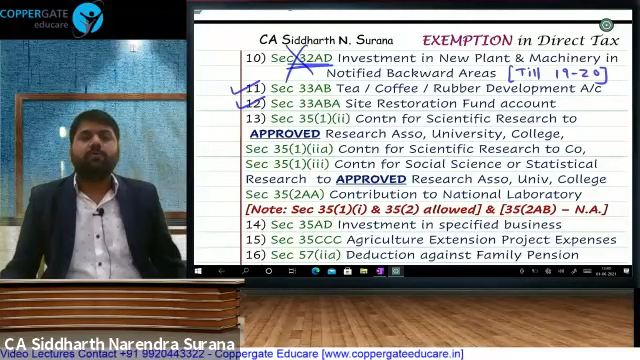 COPPERGATE
educare
CA Siddharth N. Surana EXEMPTION in Direct Tax
10) Sec 32AD Investment in New Plant & Machinery in
Notified Backward Areas [Till 19-20]
11) Sec 33AB Tea / Coffee / Rubber Development A/c
12) Sec 33ABA Site Restoration Fund account
13) Sec 35(1)(ii) Contn for Scientific Research to
APPROVED Research Asso, University, College,
Sec 35(1)(iia) Contn for Scientific Research to Co,
Sec 35(1)(iii) Contn for Social Science or Statistical
Research to APPROVED Research Asso, Univ, College
Sec 35(2AA) Contribution to National Laboratory
[Note: Sec 35(1)(i) & 35(2) allowed] & [35(2AB) – N.A.]
14) Sec 35AD Investment in specified business
15) Sec 35CCC Agriculture Extension Project Expenses
16) Sec 57(iia) Deduction against Family Pension
CA Siddharth Narendra Surana
Video Lectures Contact +91 9920443322 - Coppergate Educare [www.coppergateeducare.in]